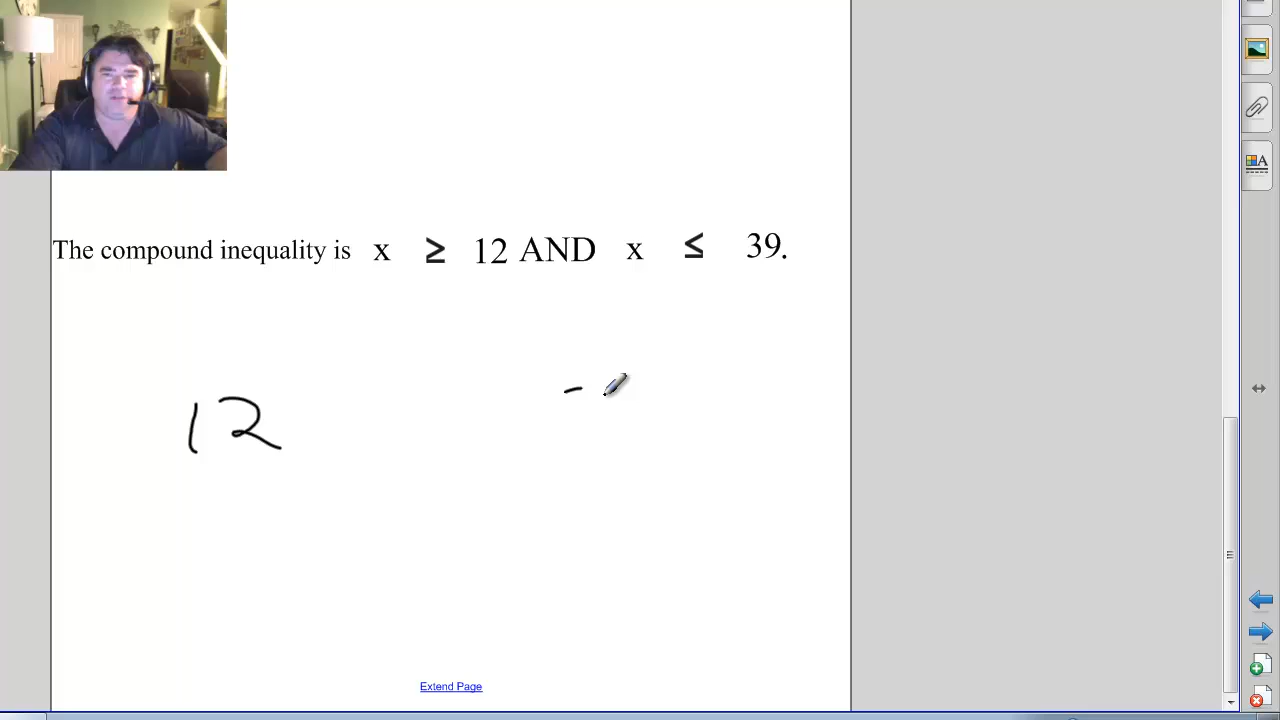 The compound inequality is x ≥ 12 AND x ≤ 39.
12
Extend Page